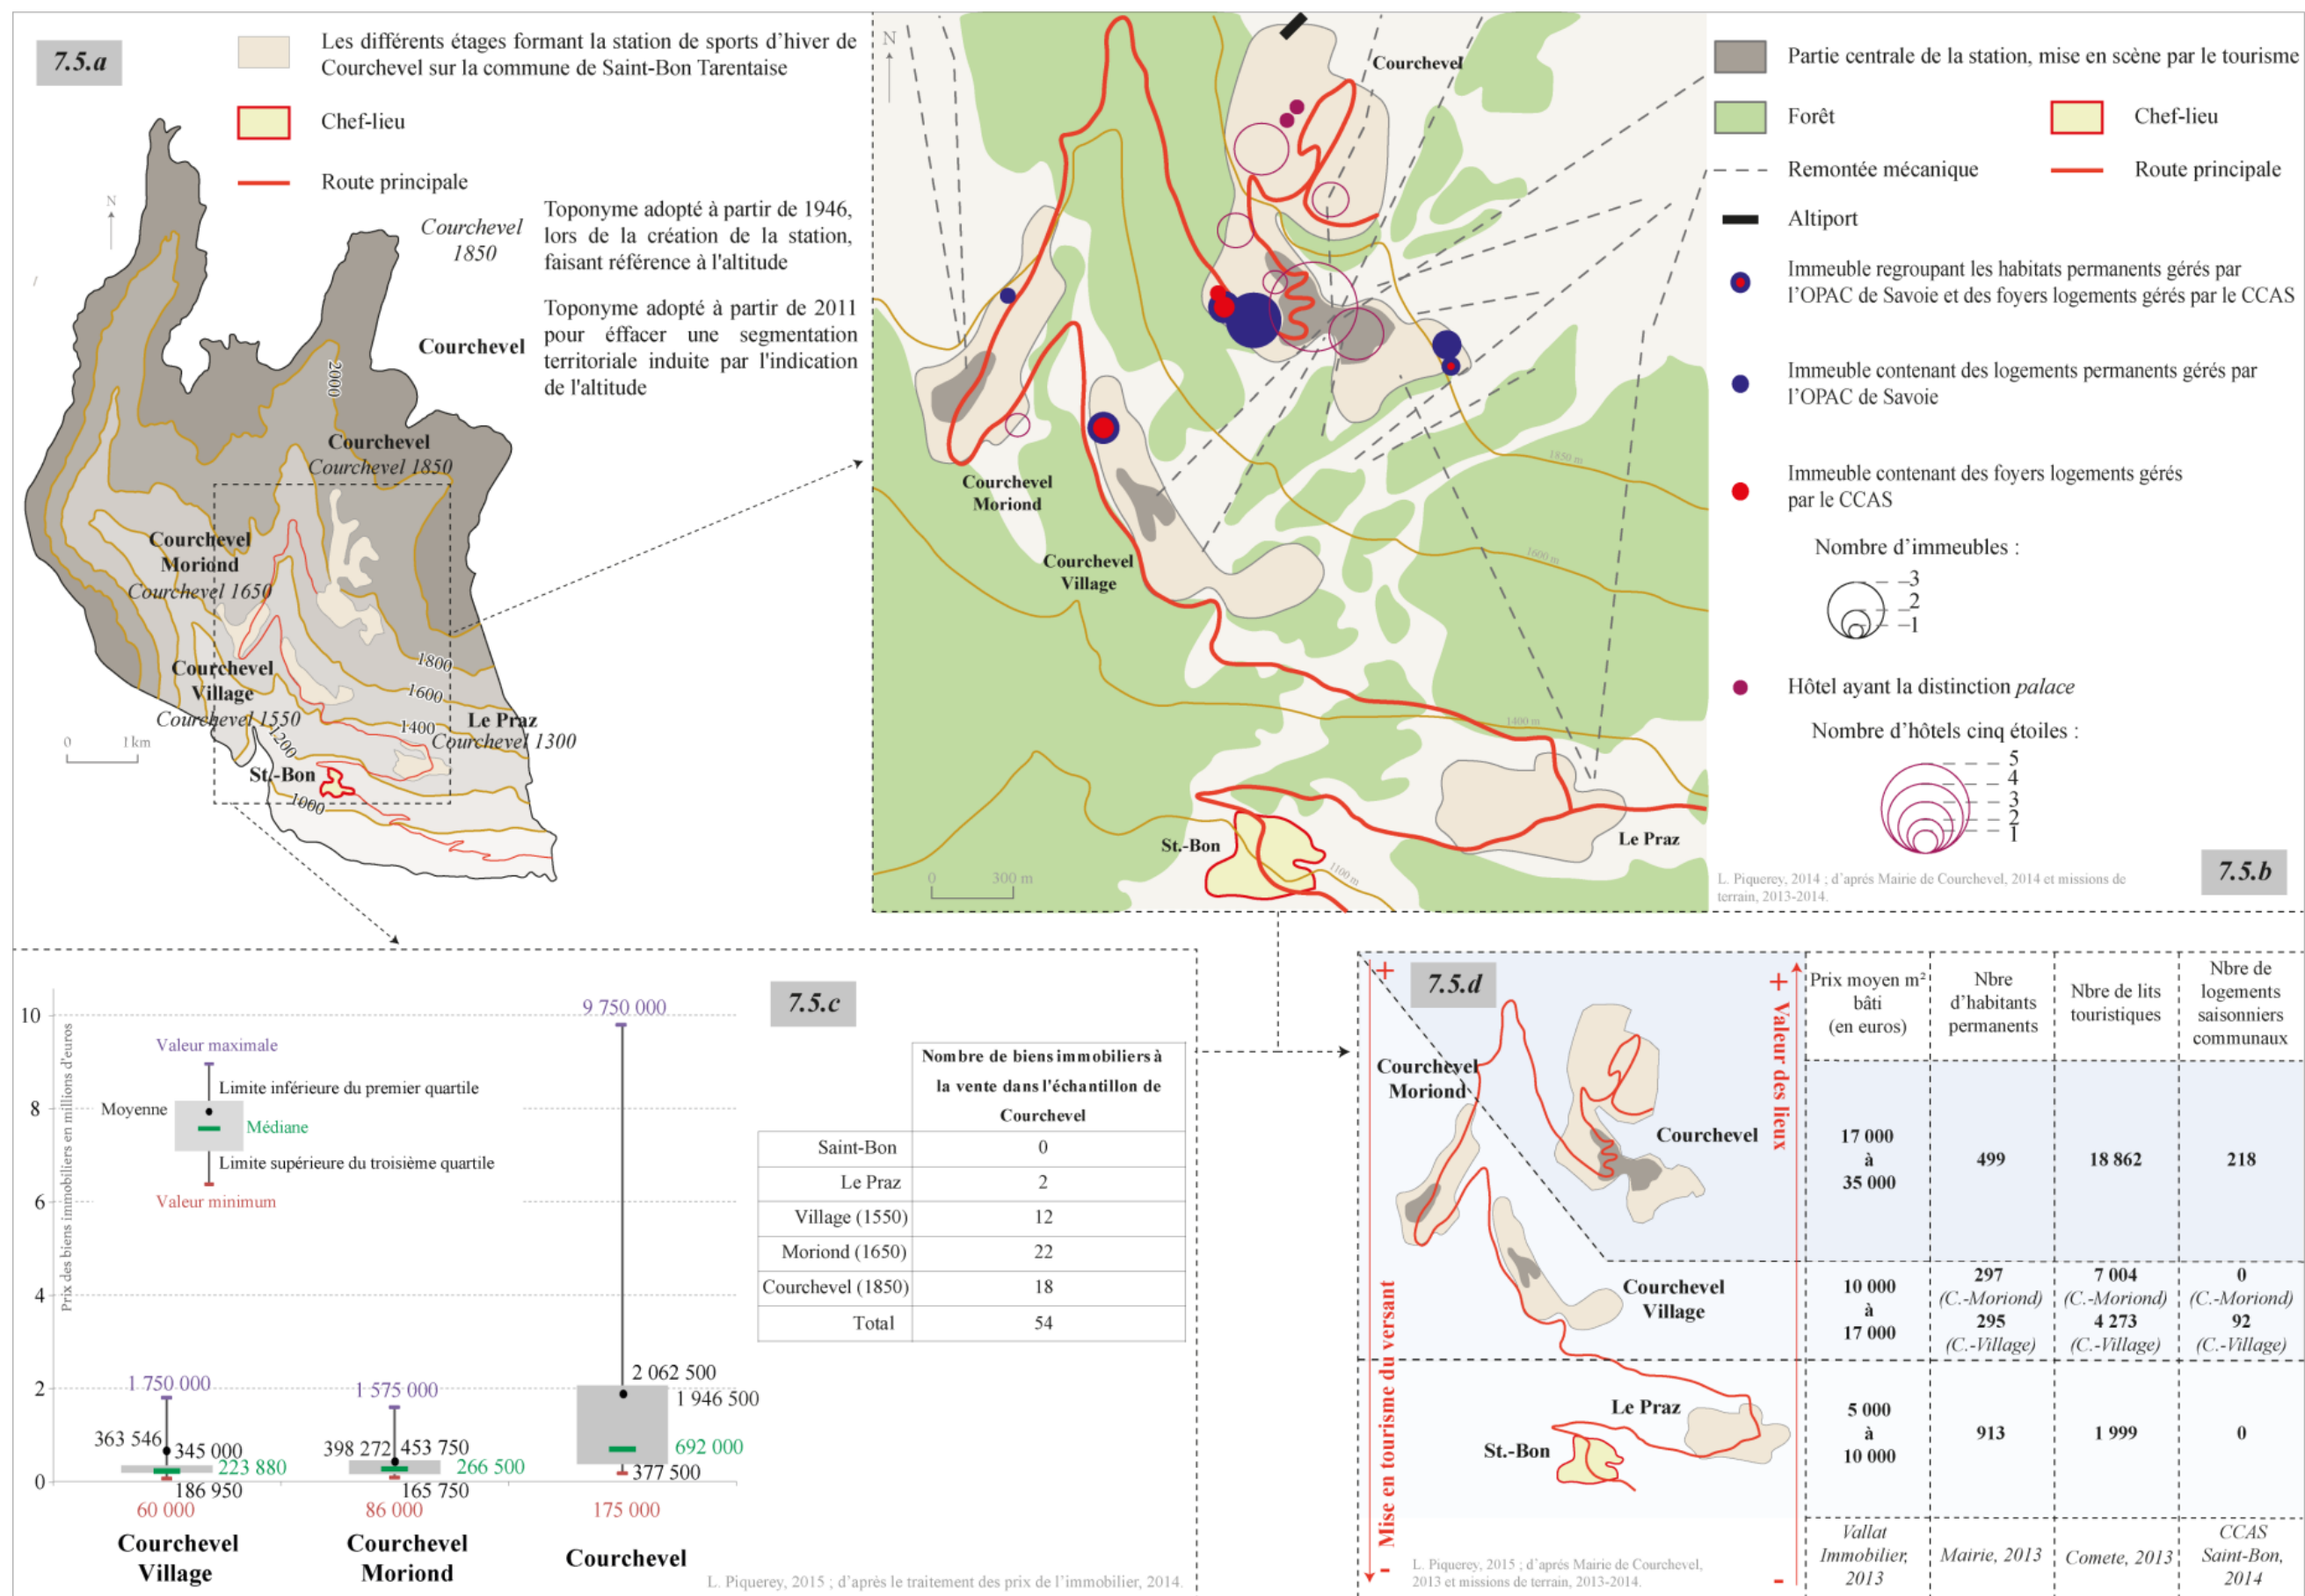 7.5.a
Les différents étages formant la station de sports d'hiver de
Courchevel sur la commune de Saint-Bon Tarentaise
Chef-lieu
Route principale
N
Courchevel
1850
Toponyme adopté à partir de 1946,
lors de la création de la station,
faisant référence à l'altitude
Courchevel
Toponyme adopté à partir de 2011
pour éffacer une segmentation
territoriale induite par l'indication
de l'altitude
2000
Courchevel
Courchevel 1850
Courchevel
Moriond
Courchevel 1650
Courchevel
Village
Courchevel 1550
1800
1600
1400
Le Praz
Courchevel 1300
1200
St.-Bon
1000
0 1 km
N
Courchevel
Courchevel
Moriond
Courchevel
Village
1850 m
1600 m
1400 m
St.-Bon
Le Praz
1100 m
0 300 m
Partie centrale de la station, mise en scène par le tourisme
Forêt
Chef-lieu
Remontée mécanique
Route principale
Altiport
Immeuble regroupant les habitats permanents gérés par
l'OPAC de Savoie et des foyers logements gérés par le CCAS
Immeuble contenant des logements permanents gérés par
l'OPAC de Savoie
Immeuble contenant des foyers logements gérés
par le CCAS
Nombre d'immeubles :
3
2
1
Hôtel ayant la distinction palace
Nombre d'hôtels cinq étoiles :
5
4
3
2
1
L. Piquerey, 2014 ; d'aprés Mairie de Courchevel, 2014 et missions de
terrain, 2013-2014.
7.5.b
7.5.c
Prix des biens immobiliers en millions d'euros
10
8
6
4
2
0
Valeur maximale
Limite inférieure du premier quartile
Moyenne
Médiane
Limite supérieure du troisième quartile
Valeur minimum
1 750 000
363 546
345 000
223 880
186 950
60 000
Courchevel
Village
1 575 000
398 272
453 750
266 500
165 750
86 000
Courchevel
Moriond
9 750 000
2 062 500
1 946 500
692 000
377 500
175 000
Courchevel
Nombre de biens immobiliers à
la vente dans l'échantillon de
Courchevel
Saint-Bon 0
Le Praz 2
Village (1550) 12
Moriond (1650) 22
Courchevel (1850) 18
Total 54
L. Piquerey, 2015 ; d'après le traitement des prix de l'immobilier, 2014.
7.5.d
+
- Mise en tourisme du versant
+ Valeur des lieux
-
Courchevel
Moriond
Courchevel
Courchevel
Village
Le Praz
St.-Bon
L. Piquerey, 2015 ; d'aprés Mairie de Courchevel,
2013 et missions de terrain, 2013-2014.
Prix moyen m²
bâti
(en euros)
Nbre
d'habitants
permanents
Nbre de lits
touristiques
Nbre de
logements
saisonniers
communaux
17 000
à
35 000
499
18 862
218
10 000
à
17 000
297
(C.-Moriond)
295
(C.-Village)
7 004
(C.-Moriond)
4 273
(C.-Village)
0
(C.-Moriond)
92
(C.-Village)
5 000
à
10 000
913
1 999
0
Vallat
Immobilier,
2013
Mairie, 2013
Comete, 2013
CCAS
Saint-Bon,
2014